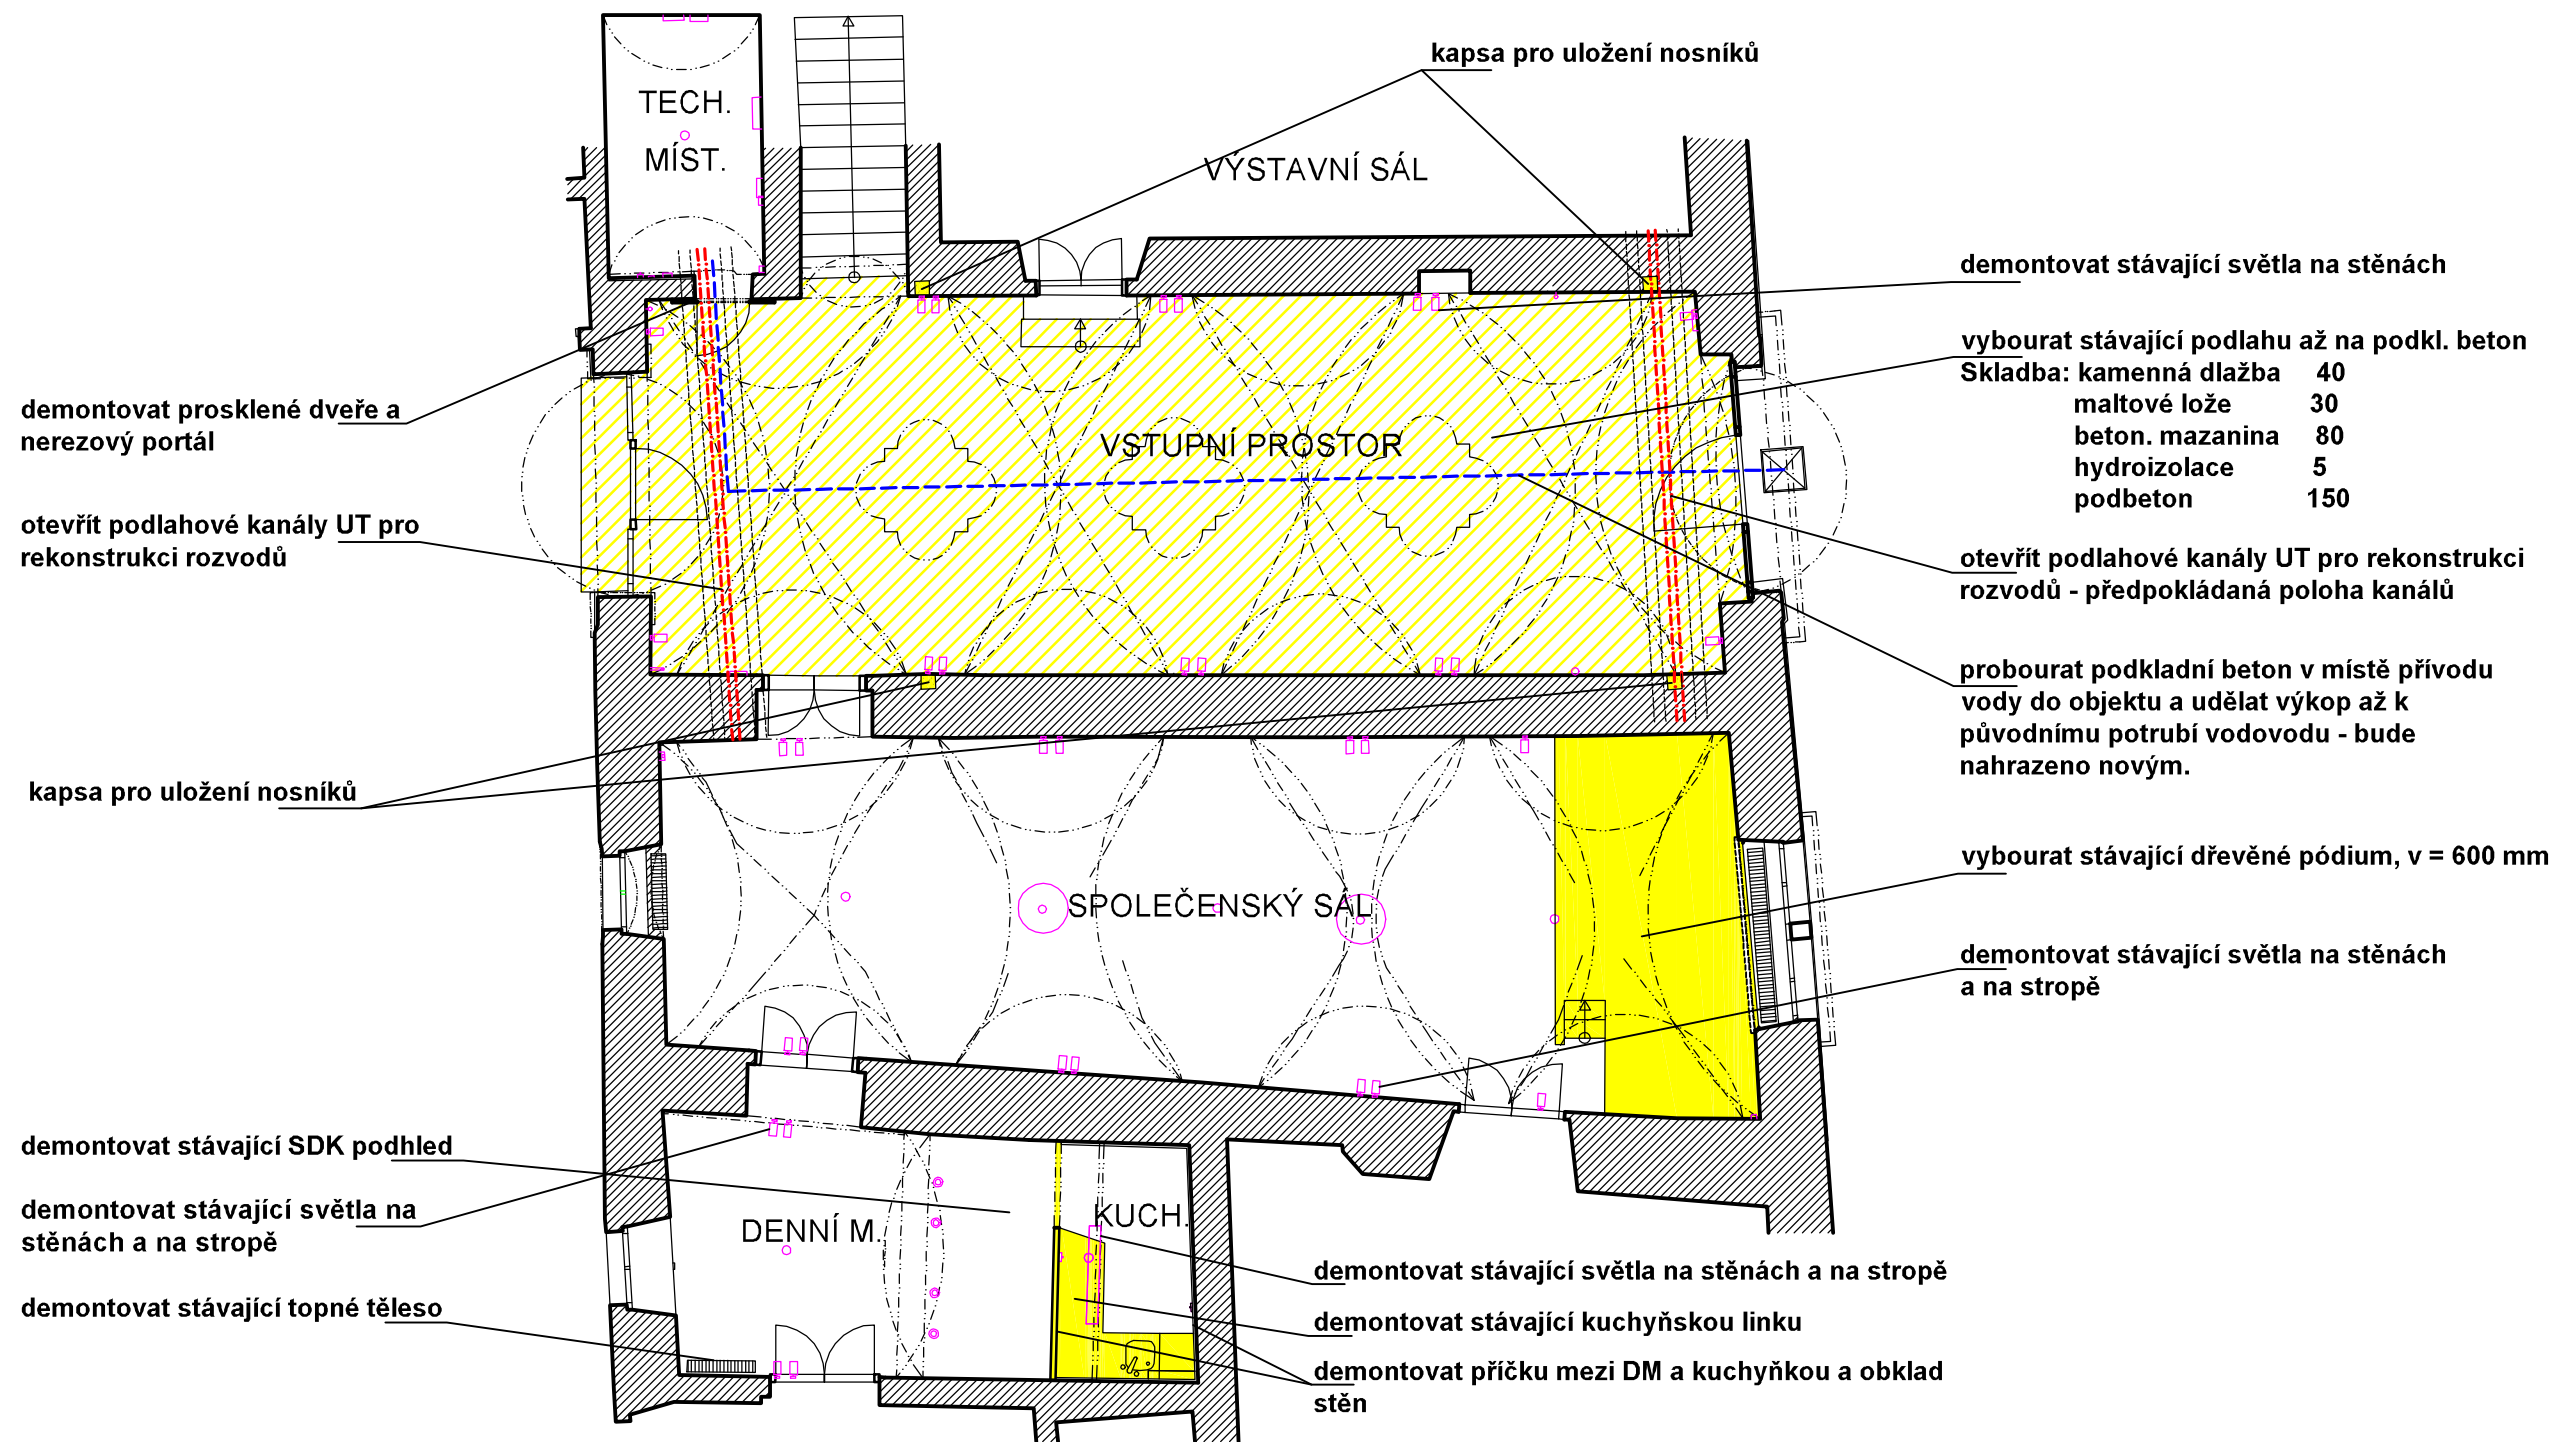 kapsa pro uložení nosníků
TECH.
MÍST.
VÝSTAVNÍ SÁL
demontovat stávající světla na stěnách
vybourat stávající podlahu až na podkl. beton
Skladba: kamenná dlažba 40
maltové lože 30
beton. mazanina 80
hydroizolace 5
podbeton 150
demontovat prosklené dveře a
nerezový portál
VSTUPNÍ PROSTOR
otevřít podlahové kanály UT pro
rekonstrukci rozvodů
otevřít podlahové kanály UT pro rekonstrukci
rozvodů - předpokládaná poloha kanálů
probourat podkladní beton v místě přívodu
vody do objektu a udělat výkop až k
původnímu potrubí vodovodu - bude
nahrazeno novým.
kapsa pro uložení nosníků
vybourat stávající dřevěné pódium, v = 600 mm
SPOLEČENSKÝ SÁL
demontovat stávající světla na stěnách
a na stropě
demontovat stávající SDK podhled
demontovat stávající světla na
stěnách a na stropě
DENNÍ M.
KUCH.
demontovat stávající topné těleso
demontovat stávající světla na stěnách a na stropě
demontovat stávající kuchyňskou linku
demontovat příčku mezi DM a kuchyňkou a obklad
stěn